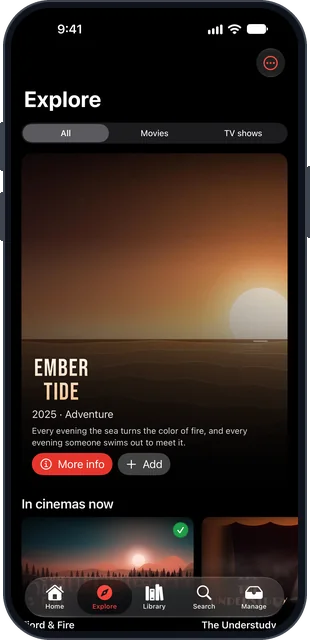 9:41
Explore
All Movies TV shows
EMBER
TIDE
2025 · Adventure
Every evening the sea turns the color of fire, and every
evening someone swims out to meet it.
More info + Add
In cinemas now
Home Explore Library Search Manage
Fjord & Fire The Understudy